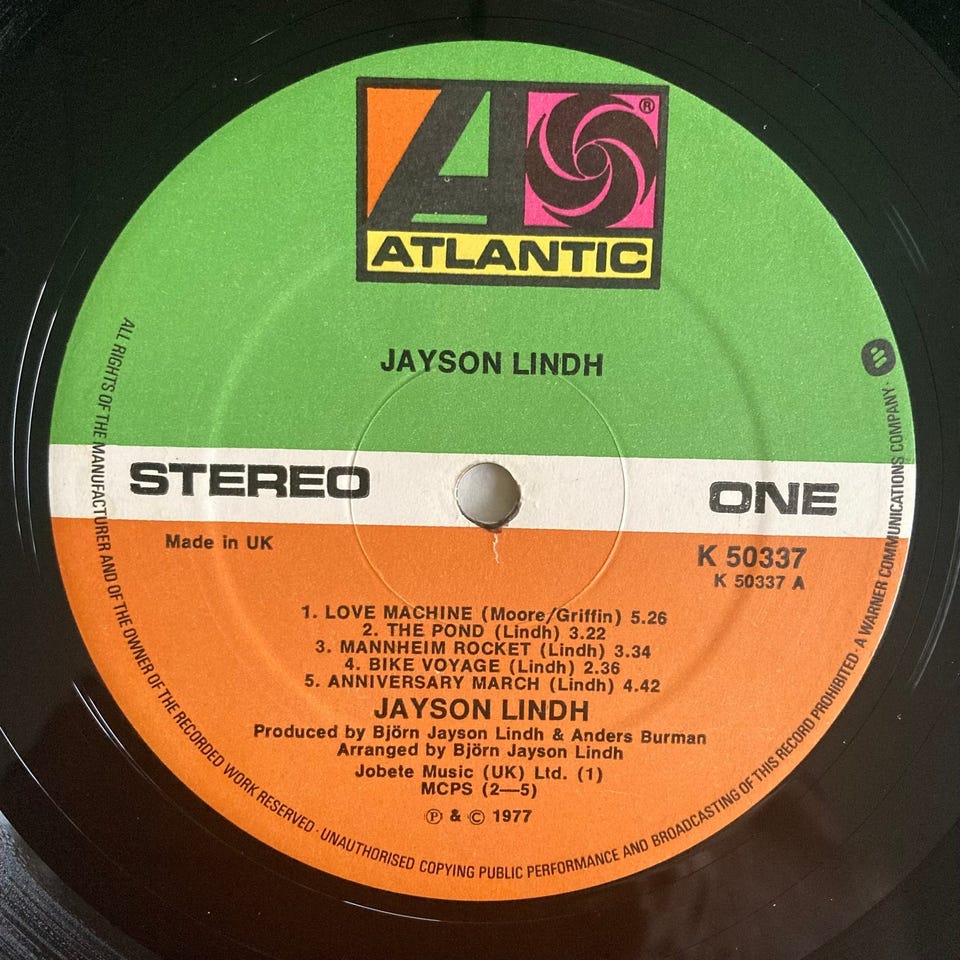 ®
ATLANTIC
JAYSON LINDH
STEREO
ONE
Made in UK
K 50337
K 50337 A
1. LOVE MACHINE (Moore/Griffin) 5.26
2. THE POND (Lindh) 3.22
3. MANNHEIM ROCKET (Lindh) 3.34
4. BIKE VOYAGE (Lindh) 2.36
5. ANNIVERSARY MARCH (Lindh) 4.42
JAYSON LINDH
Produced by Björn Jayson Lindh & Anders Burman
Arranged by Björn Jayson Lindh
Jobete Music (UK) Ltd. (1)
MCPS (2—5)
℗ & © 1977
ALL RIGHTS OF THE MANUFACTURER AND OF THE OWNER OF THE RECORDED WORK RESERVED · UNAUTHORISED COPYING PUBLIC PERFORMANCE AND BROADCASTING OF THIS RECORD PROHIBITED · A WARNER COMMUNICATIONS COMPANY ·